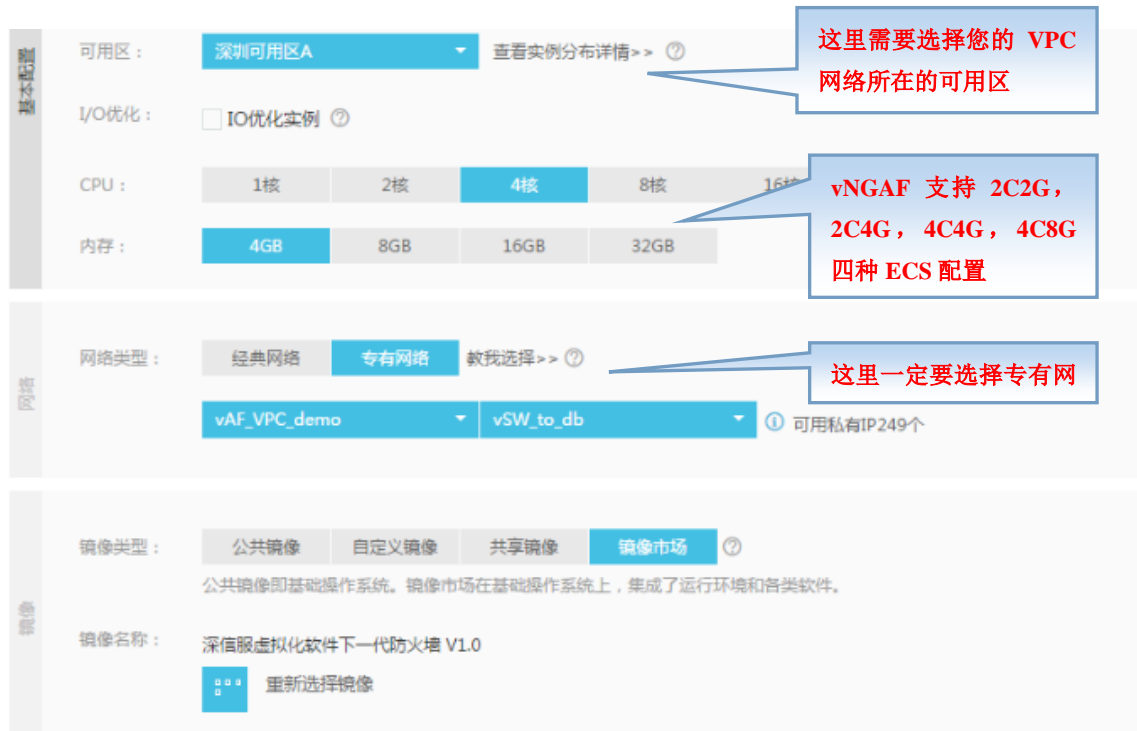 基本配置
可用区：
深圳可用区A
查看实例分布详情>>
这里需要选择您的 VPC
网络所在的可用区
I/O优化：
IO优化实例
CPU：
1核
2核
4核
8核
vNGAF 支持 2C2G，
2C4G，4C4G，4C8G
四种 ECS 配置
内存：
4GB
8GB
16GB
32GB
网络
网络类型：
经典网络
专有网络
教我选择>>
这里一定要选择专有网
vAF_VPC_demo
vSW_to_db
可用私有IP249个
镜像
镜像类型：
公共镜像
自定义镜像
共享镜像
镜像市场
公共镜像即基础操作系统。镜像市场在基础操作系统上，集成了运行环境和各类软件。
镜像名称：
深信服虚拟化软件下一代防火墙 V1.0
重新选择镜像